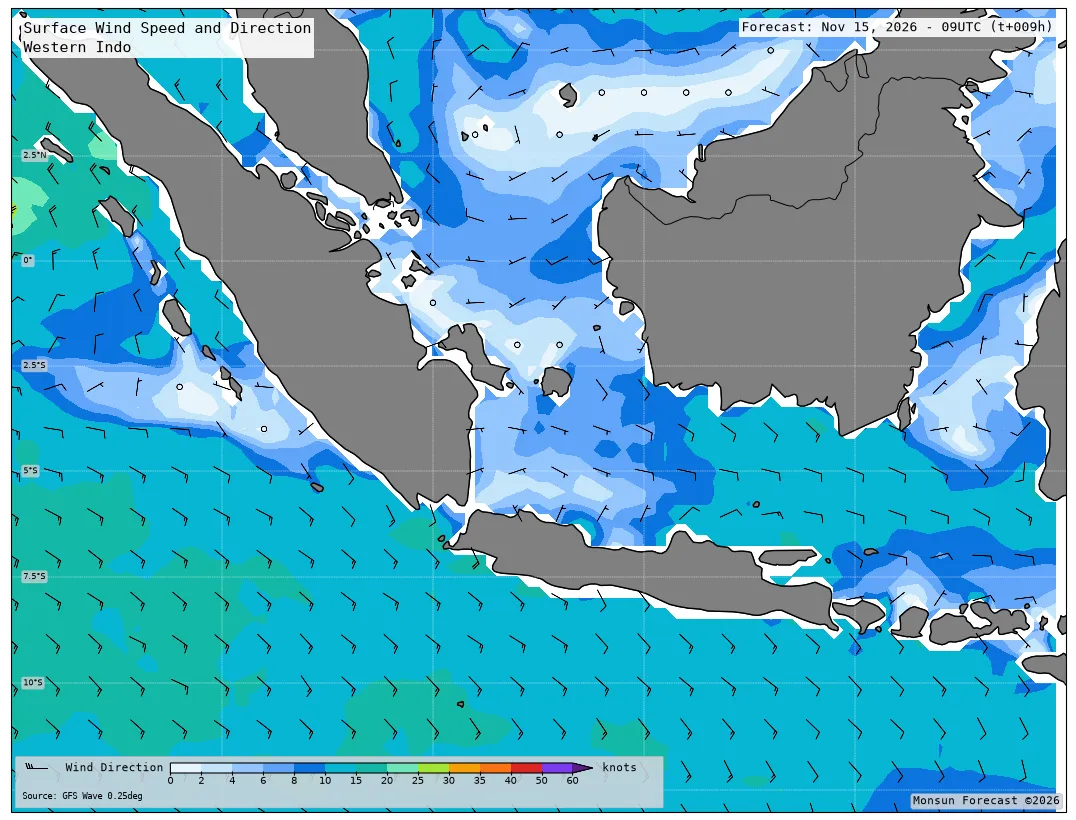 Surface Wind Speed and Direction
Western Indo
Forecast: Nov 15, 2026 - 09UTC (t+009h)
2.5°N
0°
2.5°S
5°S
7.5°S
10°S
Wind Direction
knots
0 2 4 6 8 10 15 20 25 30 40 50 60
Source: GFS Wave 0.25deg
Monsun Forecast ©2026